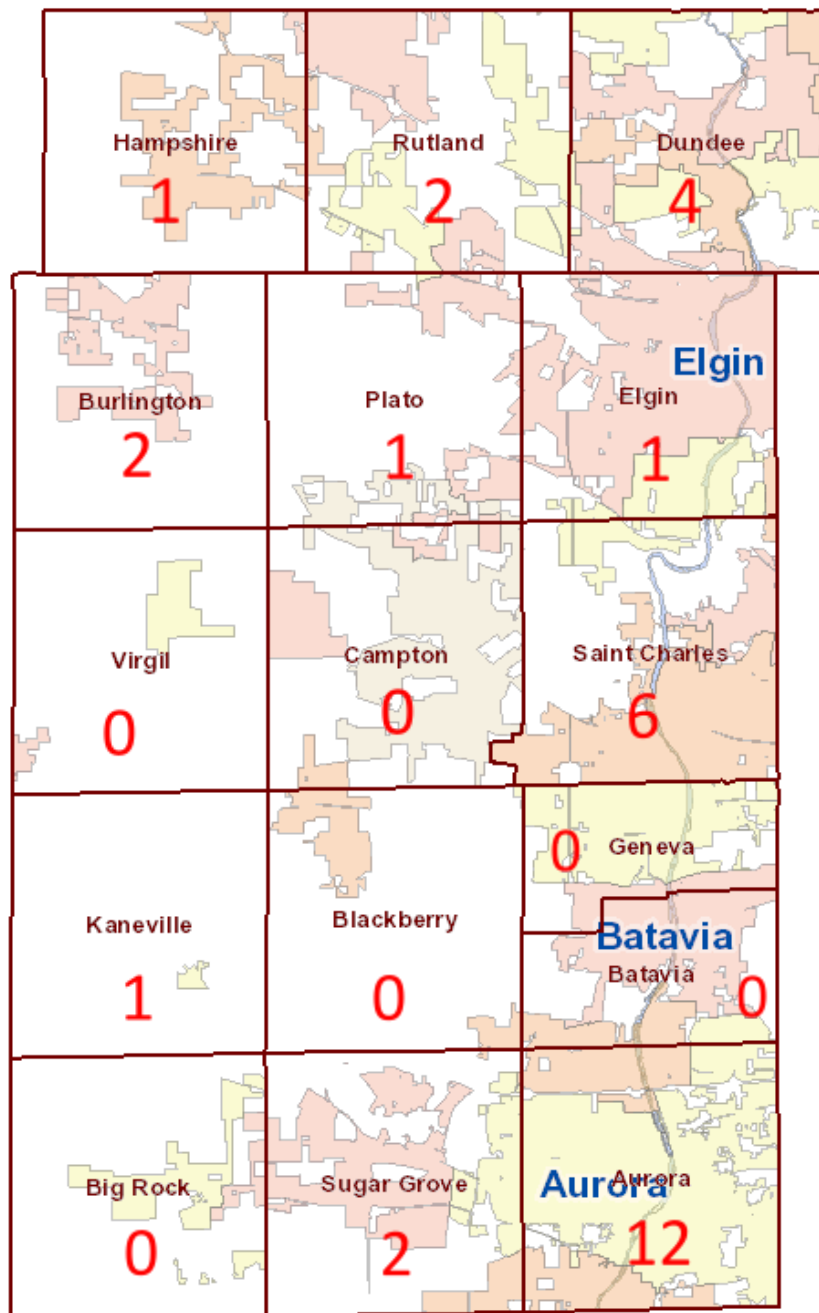 Hampshire
1
Rutland
2
Dundee
4
Burlington
2
Plato
1
Elgin
Elgin
1
Virgil
0
Campton
0
Saint Charles
6
Geneva
0
Kaneville
1
Blackberry
0
Batavia
Batavia
0
Big Rock
0
Sugar Grove
2
Aurora
Aurora
12